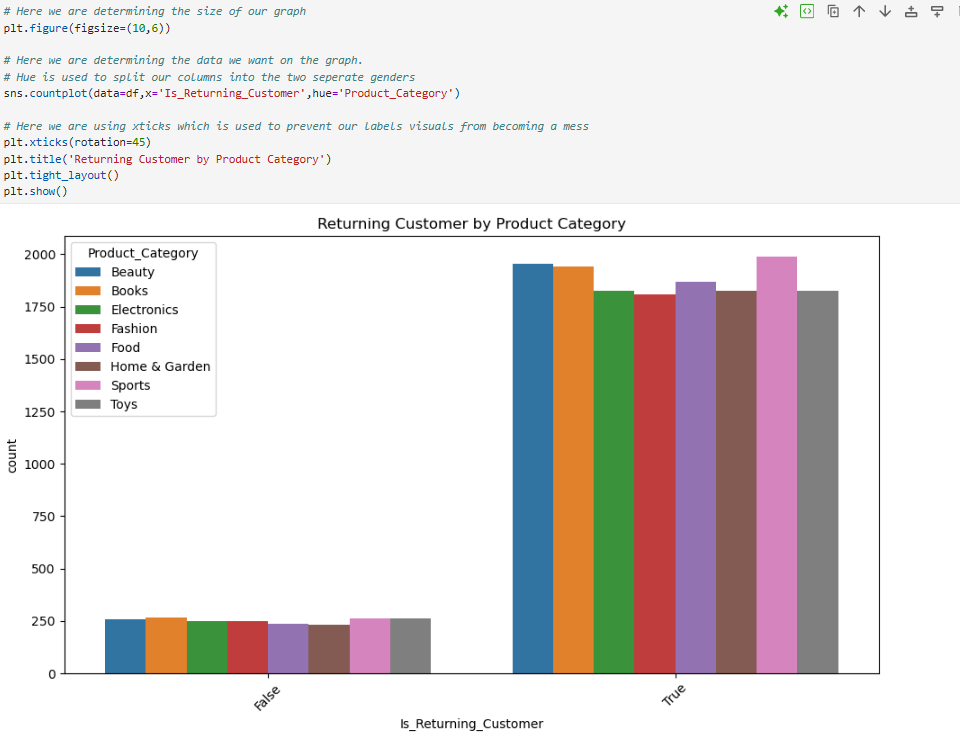 # Here we are determining the size of our graph
plt.figure(figsize=(10,6))
# Here we are determining the data we want on the graph.
# Hue is used to split our columns into the two seperate genders
sns.countplot(data=df,x='Is_Returning_Customer',hue='Product_Category')
# Here we are using xticks which is used to prevent our labels visuals from becoming a mess
plt.xticks(rotation=45)
plt.title('Returning Customer by Product Category')
plt.tight_layout()
plt.show()
Returning Customer by Product Category
Product_Category
Beauty
Books
Electronics
Fashion
Food
Home & Garden
Sports
Toys
2000
1750
1500
1250
1000
750
500
250
0
count
False
True
Is_Returning_Customer